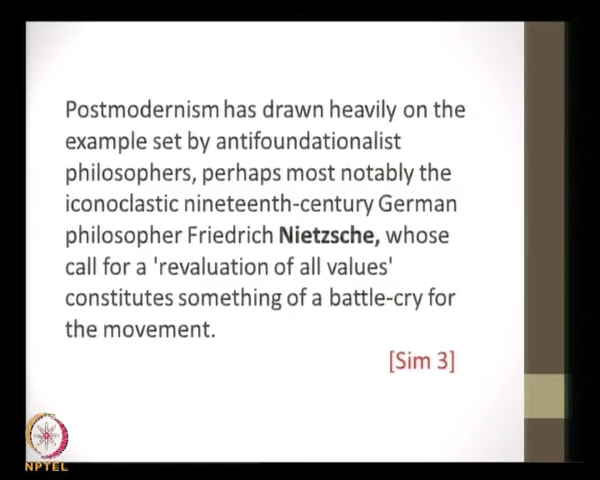 Postmodernism has drawn heavily on the
example set by antifoundationalist
philosophers, perhaps most notably the
iconoclastic nineteenth-century German
philosopher Friedrich Nietzsche, whose
call for a 'revaluation of all values'
constitutes something of a battle-cry for
the movement.
[Sim 3]
NPTEL